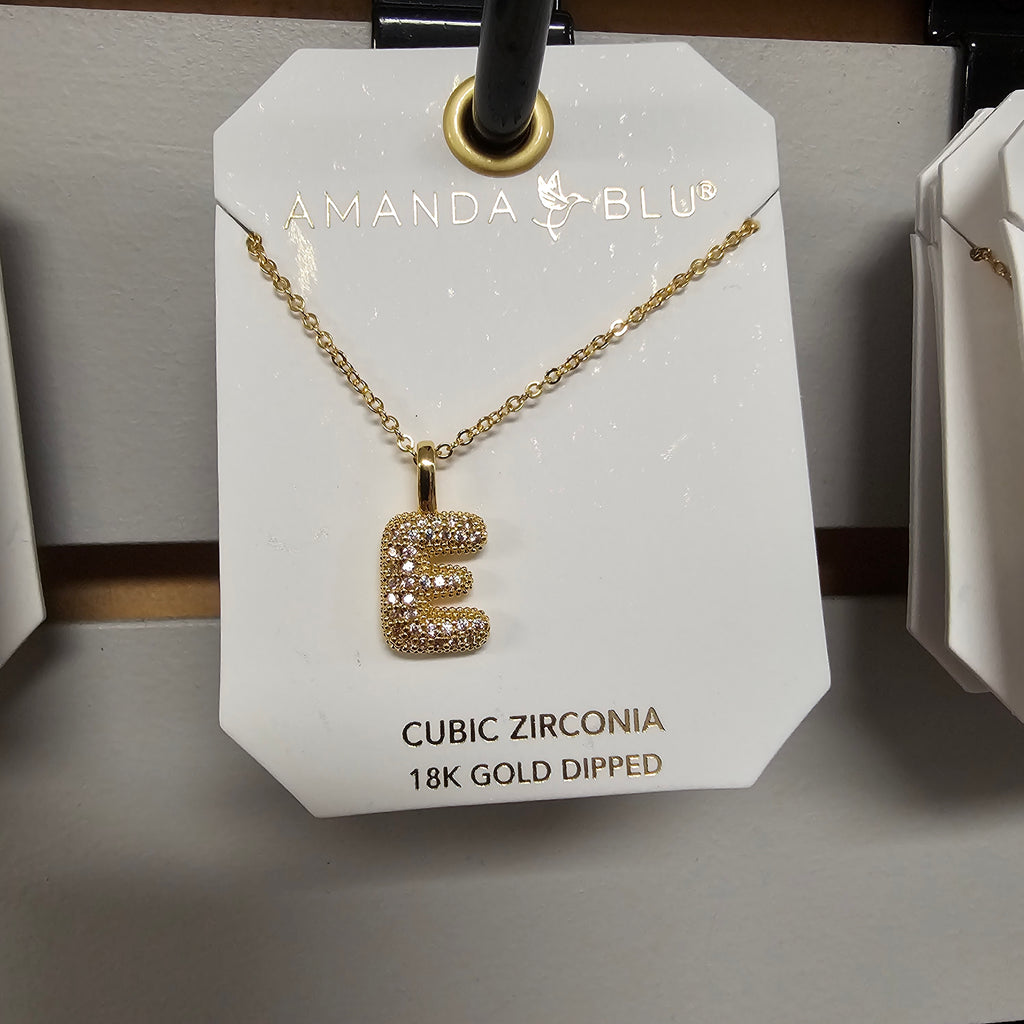 AMANDA BLU®
E
CUBIC ZIRCONIA
18K GOLD DIPPED